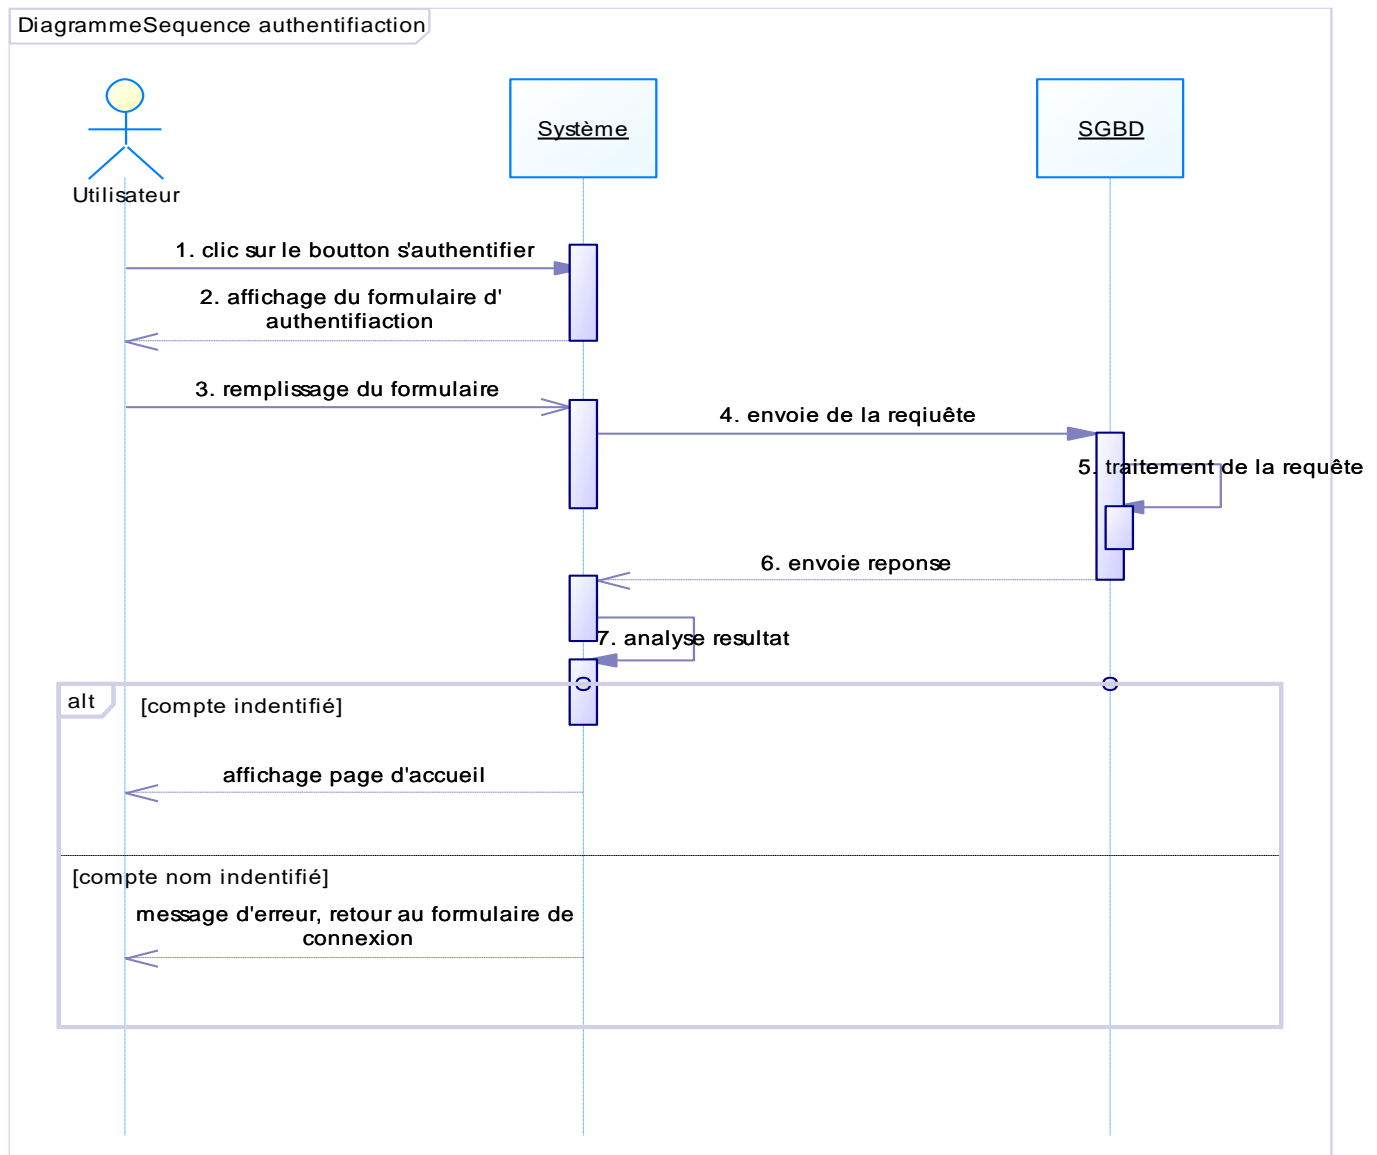 DiagrammeSequence authentifiaction
Système
SGBD
Utilisateur
1. clic sur le boutton s'authentifier
2. affichage du formulaire d'
authentifiaction
3. remplissage du formulaire
4. envoie de la reqiuête
5. traitement de la requête
6. envoie reponse
7. analyse resultat
alt
[compte indentifié]
affichage page d'accueil
[compte nom indentifié]
message d'erreur, retour au formulaire de
connexion